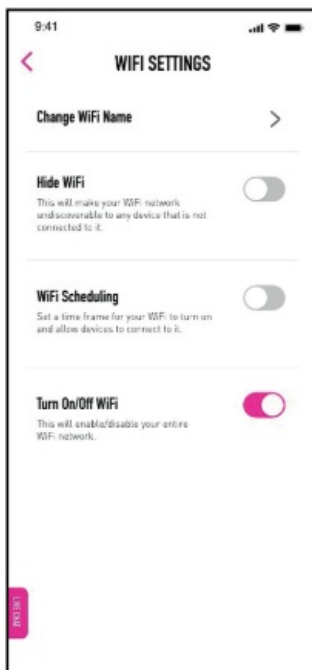 9:41
WIFI SETTINGS
Change WiFi Name
Hide WiFi
This will make your WiFi network
undiscoverable to any device that is not
connected to it.
WiFi Scheduling
Set a time frame for your WiFi to turn on
and allow devices to connect to it.
Turn On/Off WiFi
This will enable/disable your entire
WiFi network.
LIVE CHAT